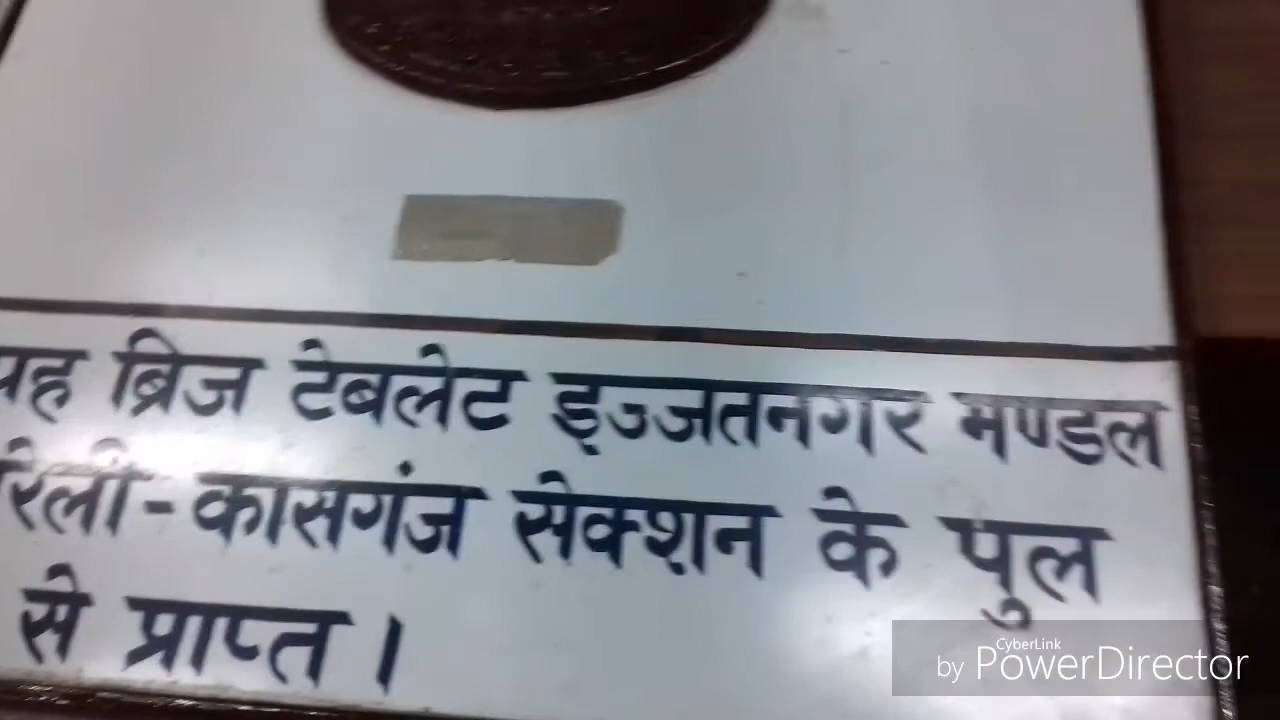 यह ब्रिज टेबलेट इज्जतनगर मण्डल
रेली-कासगंज सेक्शन के पुल
से प्राप्त।
CyberLink
by PowerDirector